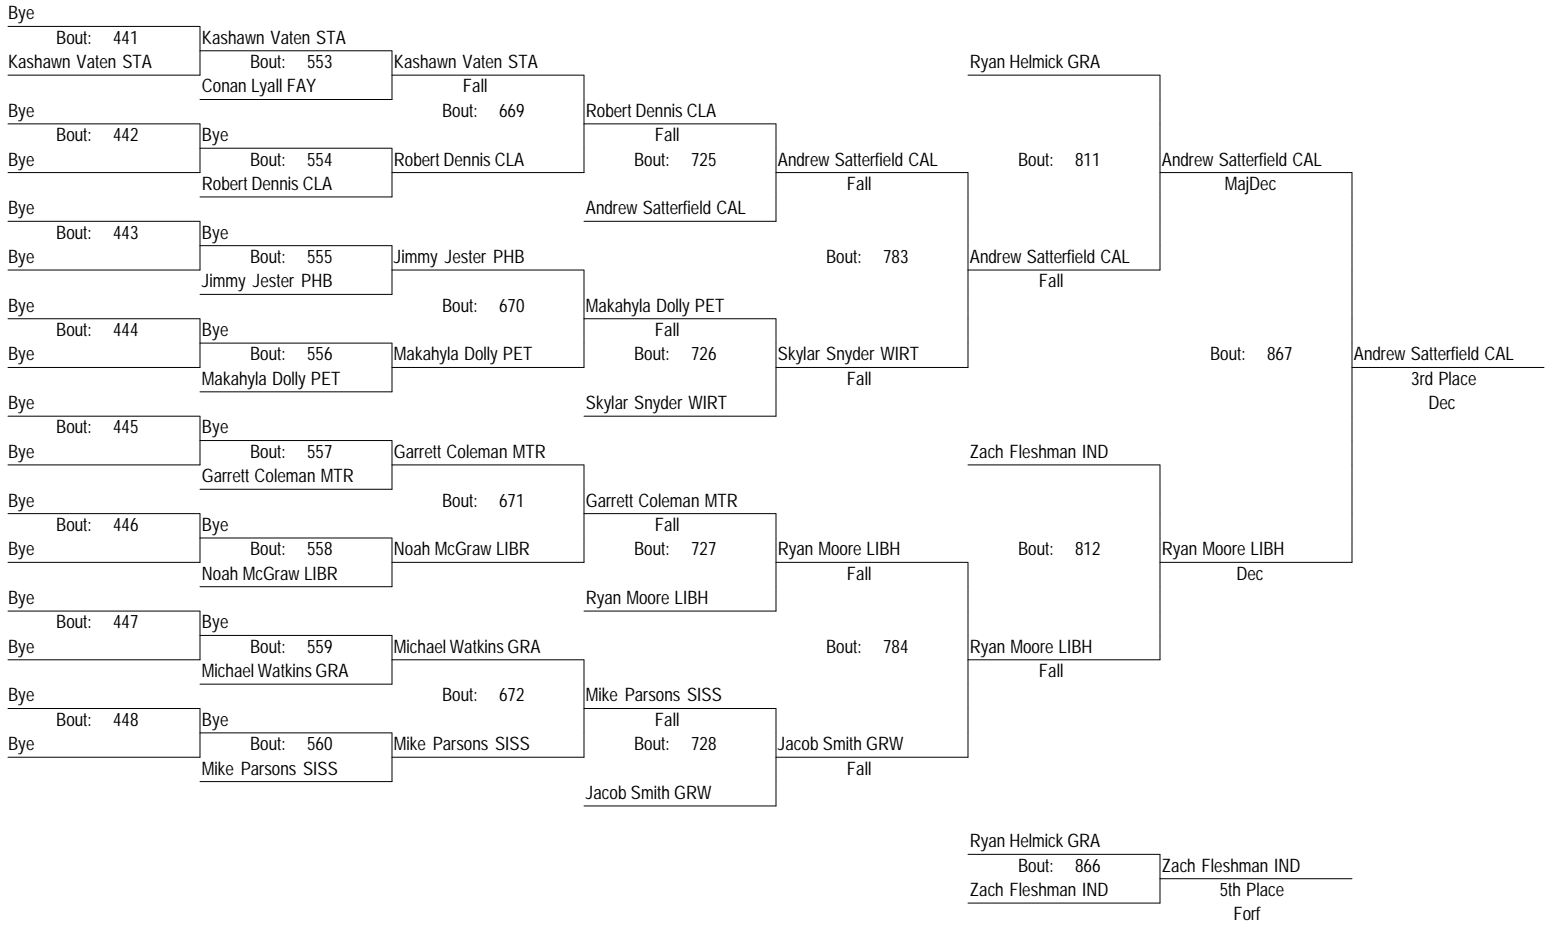 Bye
Bout: 441
Kashawn Vaten STA
Kashawn Vaten STA
Bout: 553
Conan Lyall FAY
Kashawn Vaten STA
Fall
Bye
Bout: 442
Bye
Bye
Bout: 554
Robert Dennis CLA
Bout: 669
Robert Dennis CLA
Robert Dennis CLA
Fall
Bout: 725
Andrew Satterfield CAL
Andrew Satterfield CAL
Fall
Bye
Bout: 443
Bye
Bye
Bout: 555
Jimmy Jester PHB
Jimmy Jester PHB
Bye
Bout: 444
Bye
Bye
Bout: 556
Makahyla Dolly PET
Bout: 670
Makahyla Dolly PET
Makahyla Dolly PET
Fall
Bout: 726
Skylar Snyder WIRT
Skylar Snyder WIRT
Fall
Bout: 783
Ryan Helmick GRA
Bout: 811
Andrew Satterfield CAL
Fall
Andrew Satterfield CAL
MajDec
Bye
Bout: 445
Bye
Bye
Bout: 557
Garrett Coleman MTR
Garrett Coleman MTR
Bye
Bout: 446
Bye
Bye
Bout: 558
Noah McGraw LIBR
Bout: 671
Noah McGraw LIBR
Garrett Coleman MTR
Fall
Bout: 727
Ryan Moore LIBH
Ryan Moore LIBH
Fall
Bye
Bout: 447
Bye
Bye
Bout: 559
Michael Watkins GRA
Michael Watkins GRA
Bye
Bout: 448
Bye
Bye
Bout: 560
Mike Parsons SISS
Bout: 672
Mike Parsons SISS
Mike Parsons SISS
Fall
Bout: 728
Jacob Smith GRW
Jacob Smith GRW
Fall
Bout: 784
Zach Fleshman IND
Bout: 812
Ryan Moore LIBH
Fall
Ryan Moore LIBH
Dec
Bout: 867
Andrew Satterfield CAL
3rd Place
Dec
Ryan Helmick GRA
Bout: 866
Zach Fleshman IND
Zach Fleshman IND
5th Place
Forf